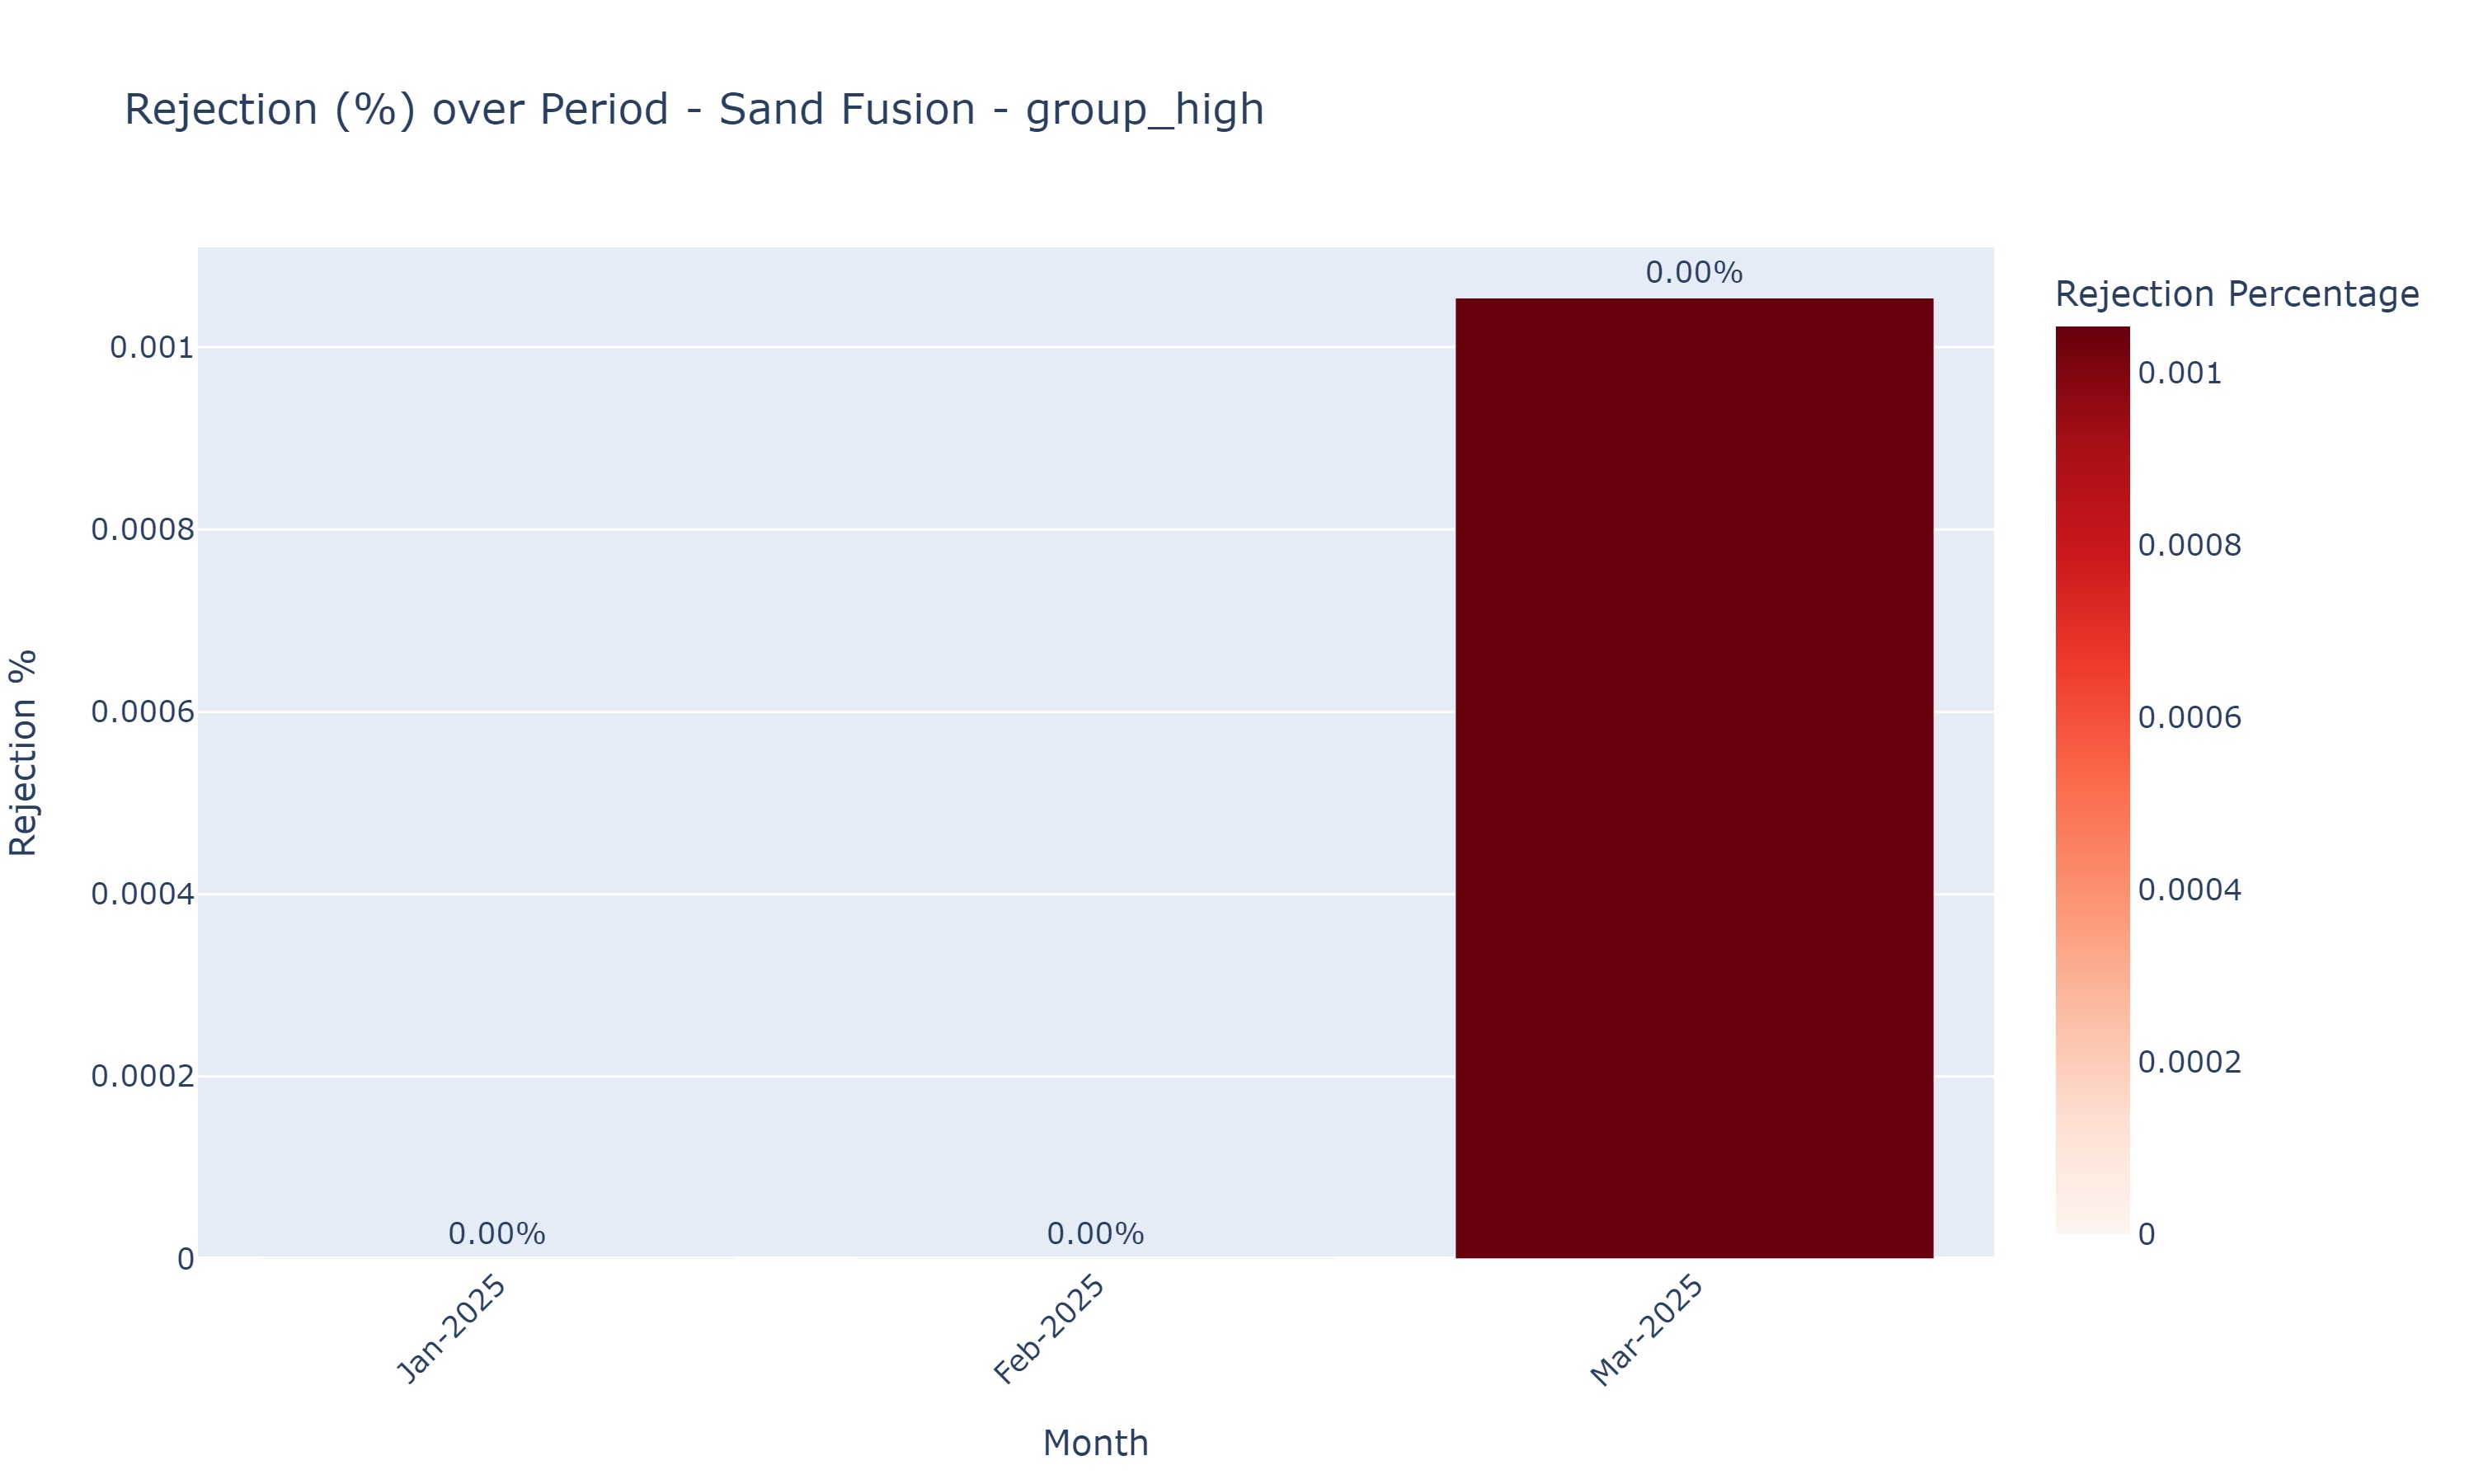 Rejection (%) over Period - Sand Fusion - group_high
Rejection %
0.001
0.0008
0.0006
0.0004
0.0002
0
0.00%
0.00%
0.00%
Jan-2025
Feb-2025
Mar-2025
Month
Rejection Percentage
0.001
0.0008
0.0006
0.0004
0.0002
0